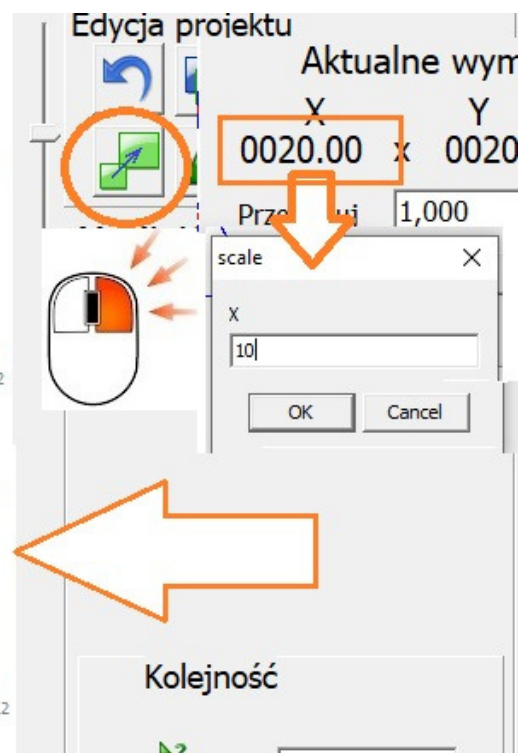 Edycja projektu
Aktualne wym
X Y
0020.00 x 0020
1,000
scale
X
10
OK Cancel
Kolejność